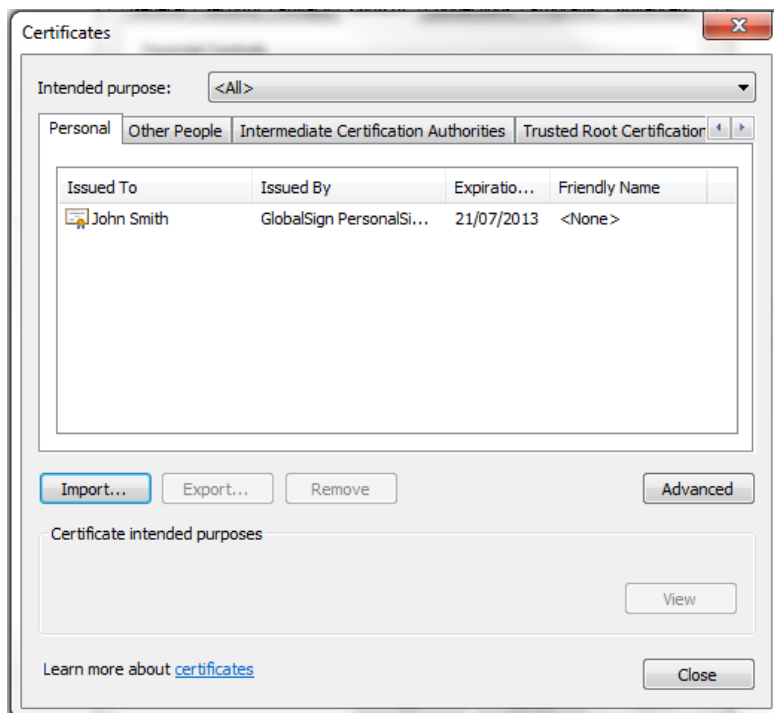 Certificates
Intended purpose: <All>
Personal Other People Intermediate Certification Authorities Trusted Root Certification
Issued To Issued By Expiratio... Friendly Name
John Smith GlobalSign PersonalSi... 21/07/2013 <None>
Import... Export... Remove Advanced
Certificate intended purposes
View
Learn more about certificates
Close